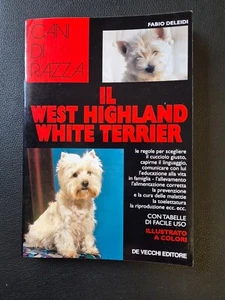 FABIO DELEIDI
CANI
DI
RAZZA
IL
WEST HIGHLAND
WHITE TERRIER
le regole per scegliere
il cucciolo giusto,
capirne il linguaggio,
comunicare con lui
l'educazione alla vita
in famiglia - l'allevamento
l'alimentazione corretta
la prevenzione
e la cura delle malattie
la toelettatura
la riproduzione ecc. ecc.
CON TABELLE
DI FACILE USO
ILLUSTRATO
A COLORI
DE VECCHI EDITORE